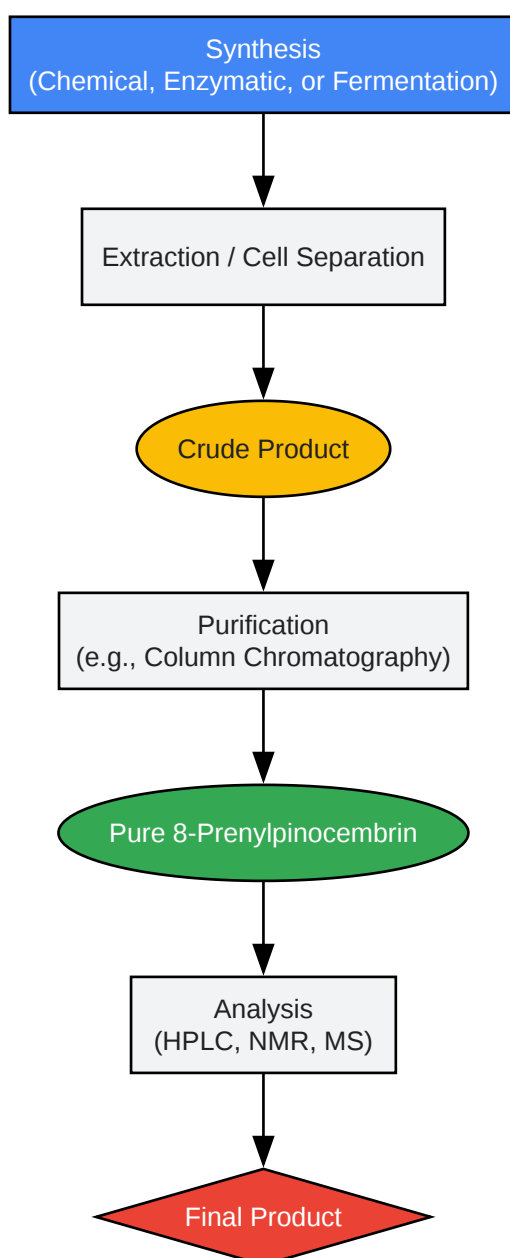 Synthesis
(Chemical, Enzymatic, or Fermentation)
Extraction / Cell Separation
Crude Product
Purification
(e.g., Column Chromatography)
Pure 8-Prenylpinocembrin
Analysis
(HPLC, NMR, MS)
Final Product